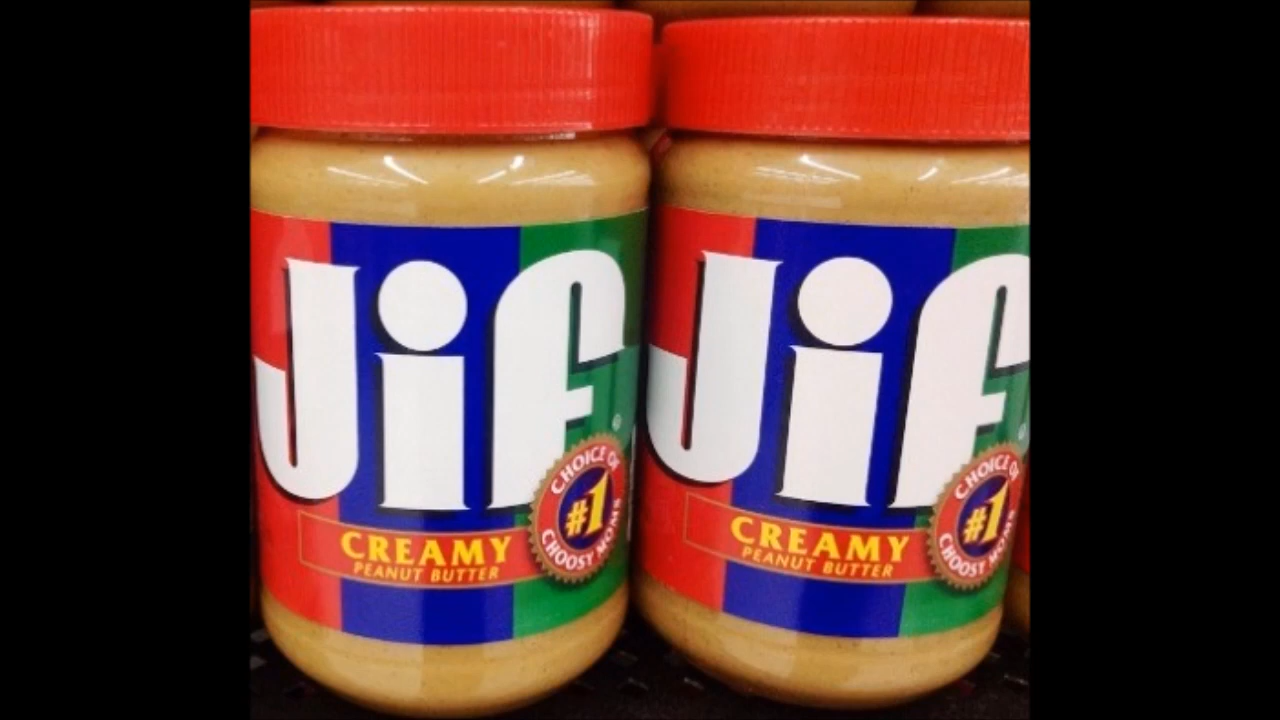 Jif
®
CREAMY
PEANUT BUTTER
CHOICE OF
#1
CHOOSY MOMS
Jif
®
CREAMY
PEANUT BUTTER
CHOICE OF
#1
CHOOSY MOMS